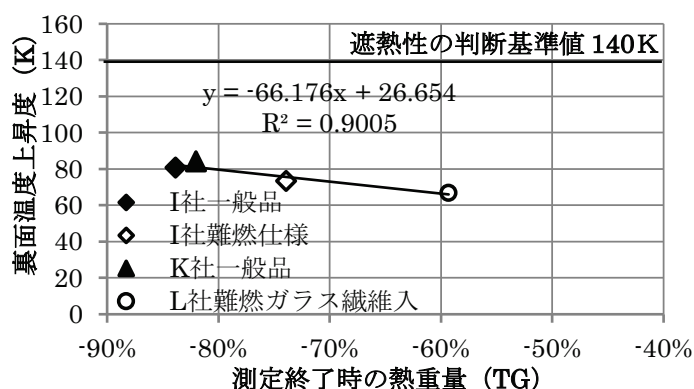 160
140
120
100
80
60
40
20
0
裏面温度上昇度（K）
遮熱性の判断基準値 140K
y = -66.176x + 26.654
R² = 0.9005
I社一般品
I社難燃仕様
K社一般品
L社難燃ガラス繊維入
-90% -80% -70% -60% -50% -40%
測定終了時の熱重量（TG）